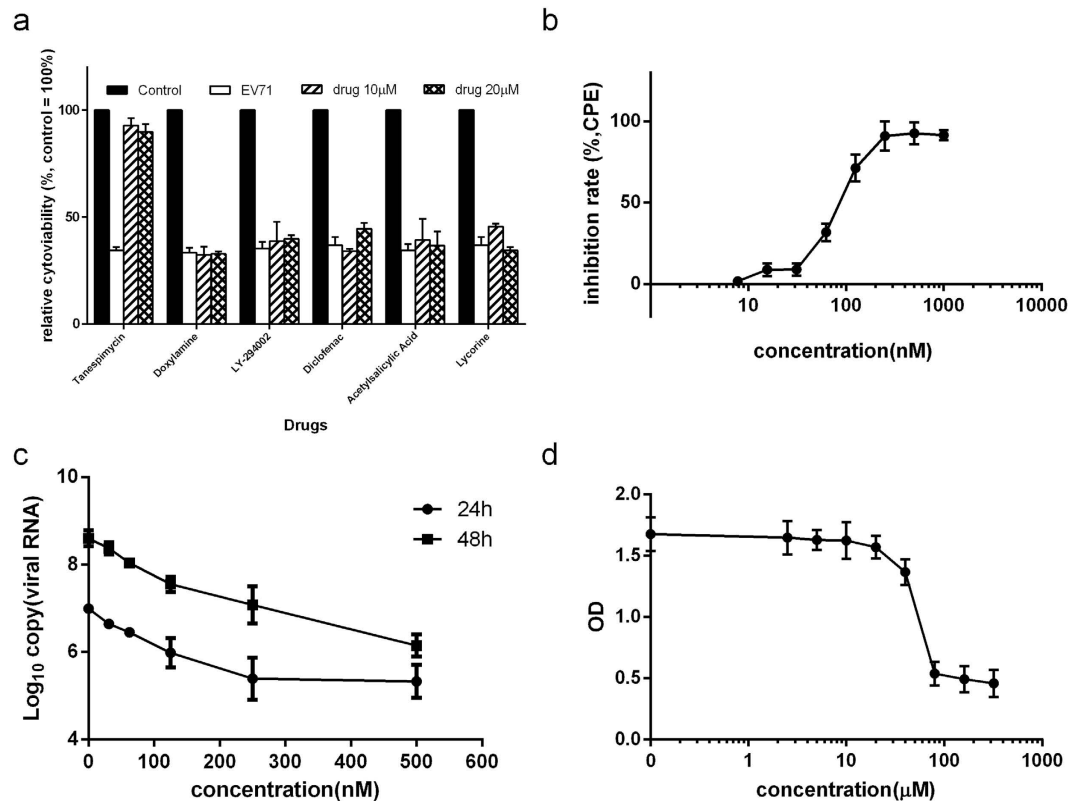 a
relative cytoviability (%, control = 100%)
Control EV71 drug 10μM drug 20μM
100
50
0
Tanespimycin
Doxylamine
LY-294002
Diclofenac
Acetylsalicylic Acid
Lycorine
Drugs
b
inhibition rate (%,CPE)
100
50
0
10 100 1000 10000
concentration(nM)
c
Log10 copy(viral RNA)
10
8
6
4
24h
48h
0 100 200 300 400 500 600
concentration(nM)
d
OD
2.0
1.5
1.0
0.5
0.0
0 1 10 100 1000
concentration(μM)